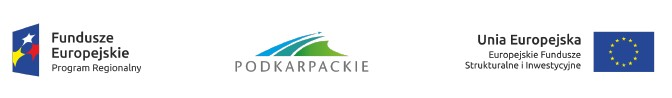 Fundusze
Europejskie
Program Regionalny
PODKARPACKIE
Unia Europejska
Europejskie Fundusze
Strukturalne i Inwestycyjne